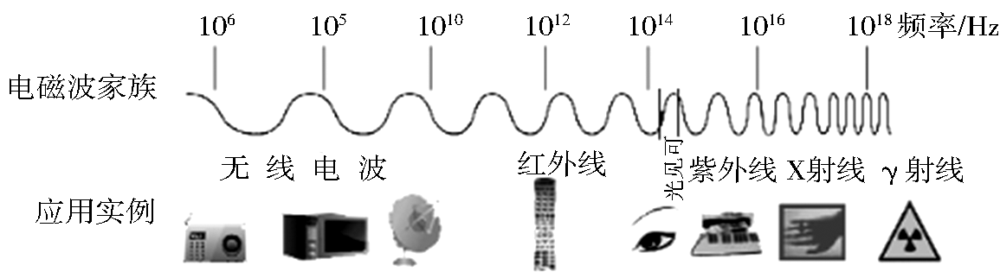 10⁶ 10⁵ 10¹⁰ 10¹² 10¹⁴ 10¹⁶ 10¹⁸ 频率/Hz
电磁波家族
无线电波 红外线 光见可 紫外线 X射线 γ射线
应用实例